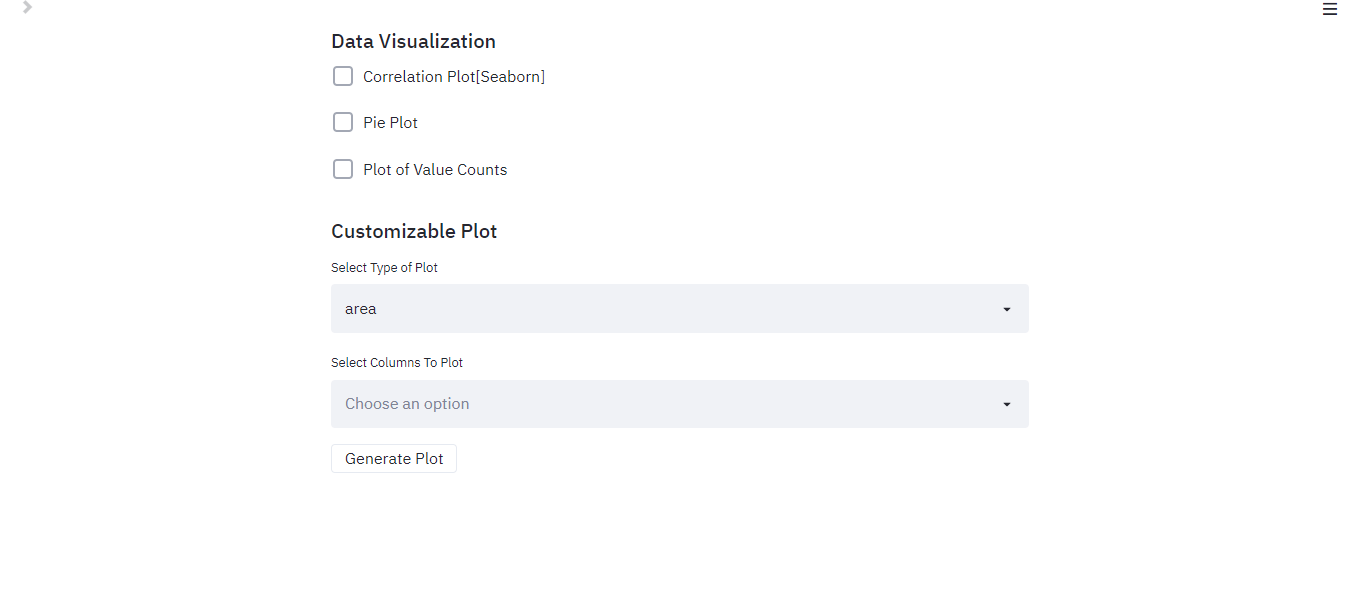 Data Visualization
Correlation Plot[Seaborn]
Pie Plot
Plot of Value Counts
Customizable Plot
Select Type of Plot
area
Select Columns To Plot
Choose an option
Generate Plot